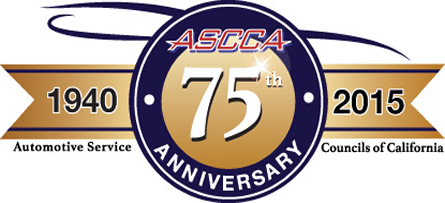 ASCCA
1940 75th 2015
Automotive Service Councils of California
ANNIVERSARY